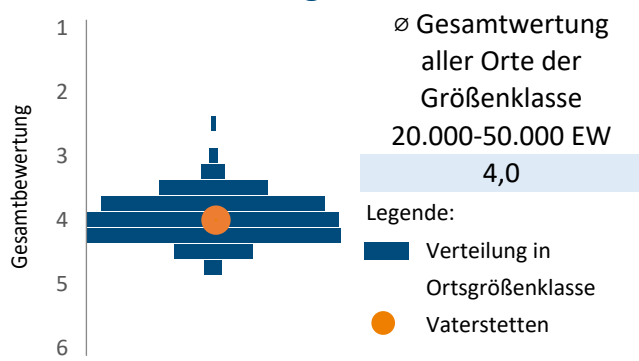 Gesamtbewertung
1
2
3
4
5
6
⌀ Gesamtwertung
aller Orte der
Größenklasse
20.000-50.000 EW
4,0
Legende:
Verteilung in
Ortsgrößenklasse
Vaterstetten